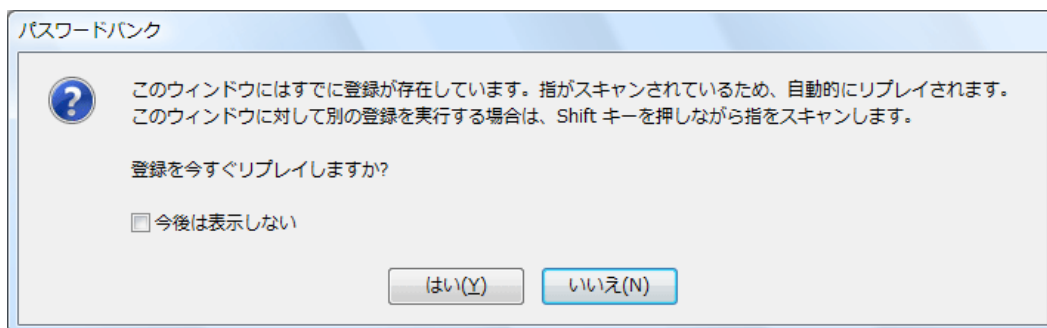 パスワードバンク
このウィンドウにはすでに登録が存在しています。指がスキャンされているため、自動的にリプレイされます。
このウィンドウに対して別の登録を実行する場合は、Shift キーを押しながら指をスキャンします。
登録を今すぐリプレイしますか?
今後は表示しない
はい(Y) いいえ(N)